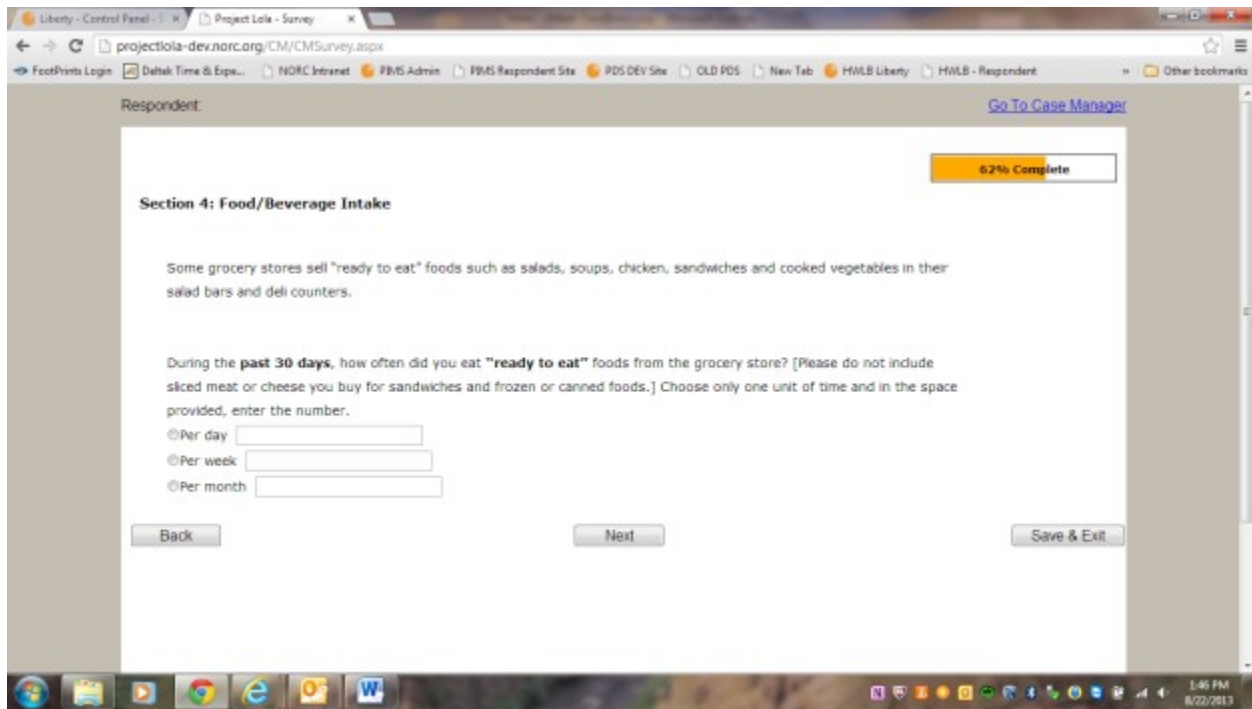 Liberty - Control Panel - S
Project Lola - Survey
projectlola-dev.norc.org/CM/CMSurvey.aspx
FootPrints Login
Deltek Time & Expe...
NORC Intranet
PIMS Admin
PIMS Respondent Site
PDS DEV Site
OLD PDS
New Tab
HWLB Liberty
HWLB - Respondent
»
Other bookmarks
Respondent:
Go To Case Manager
62% Complete
Section 4: Food/Beverage Intake
Some grocery stores sell "ready to eat" foods such as salads, soups, chicken, sandwiches and cooked vegetables in their
salad bars and deli counters.
During the past 30 days, how often did you eat "ready to eat" foods from the grocery store? [Please do not include
sliced meat or cheese you buy for sandwiches and frozen or canned foods.] Choose only one unit of time and in the space
provided, enter the number.
Per day
Per week
Per month
Back
Next
Save & Exit
1:46 PM
8/22/2013